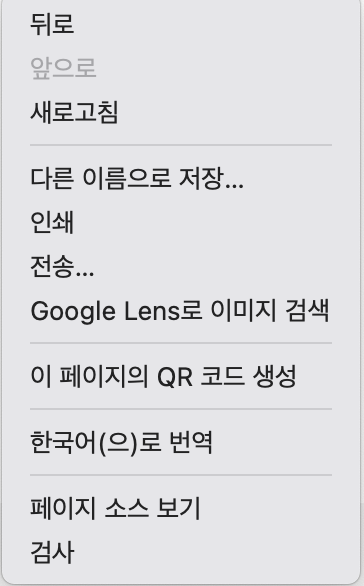 뒤로
앞으로
새로고침
다른 이름으로 저장...
인쇄
전송...
Google Lens로 이미지 검색
이 페이지의 QR 코드 생성
한국어(으)로 번역
페이지 소스 보기
검사